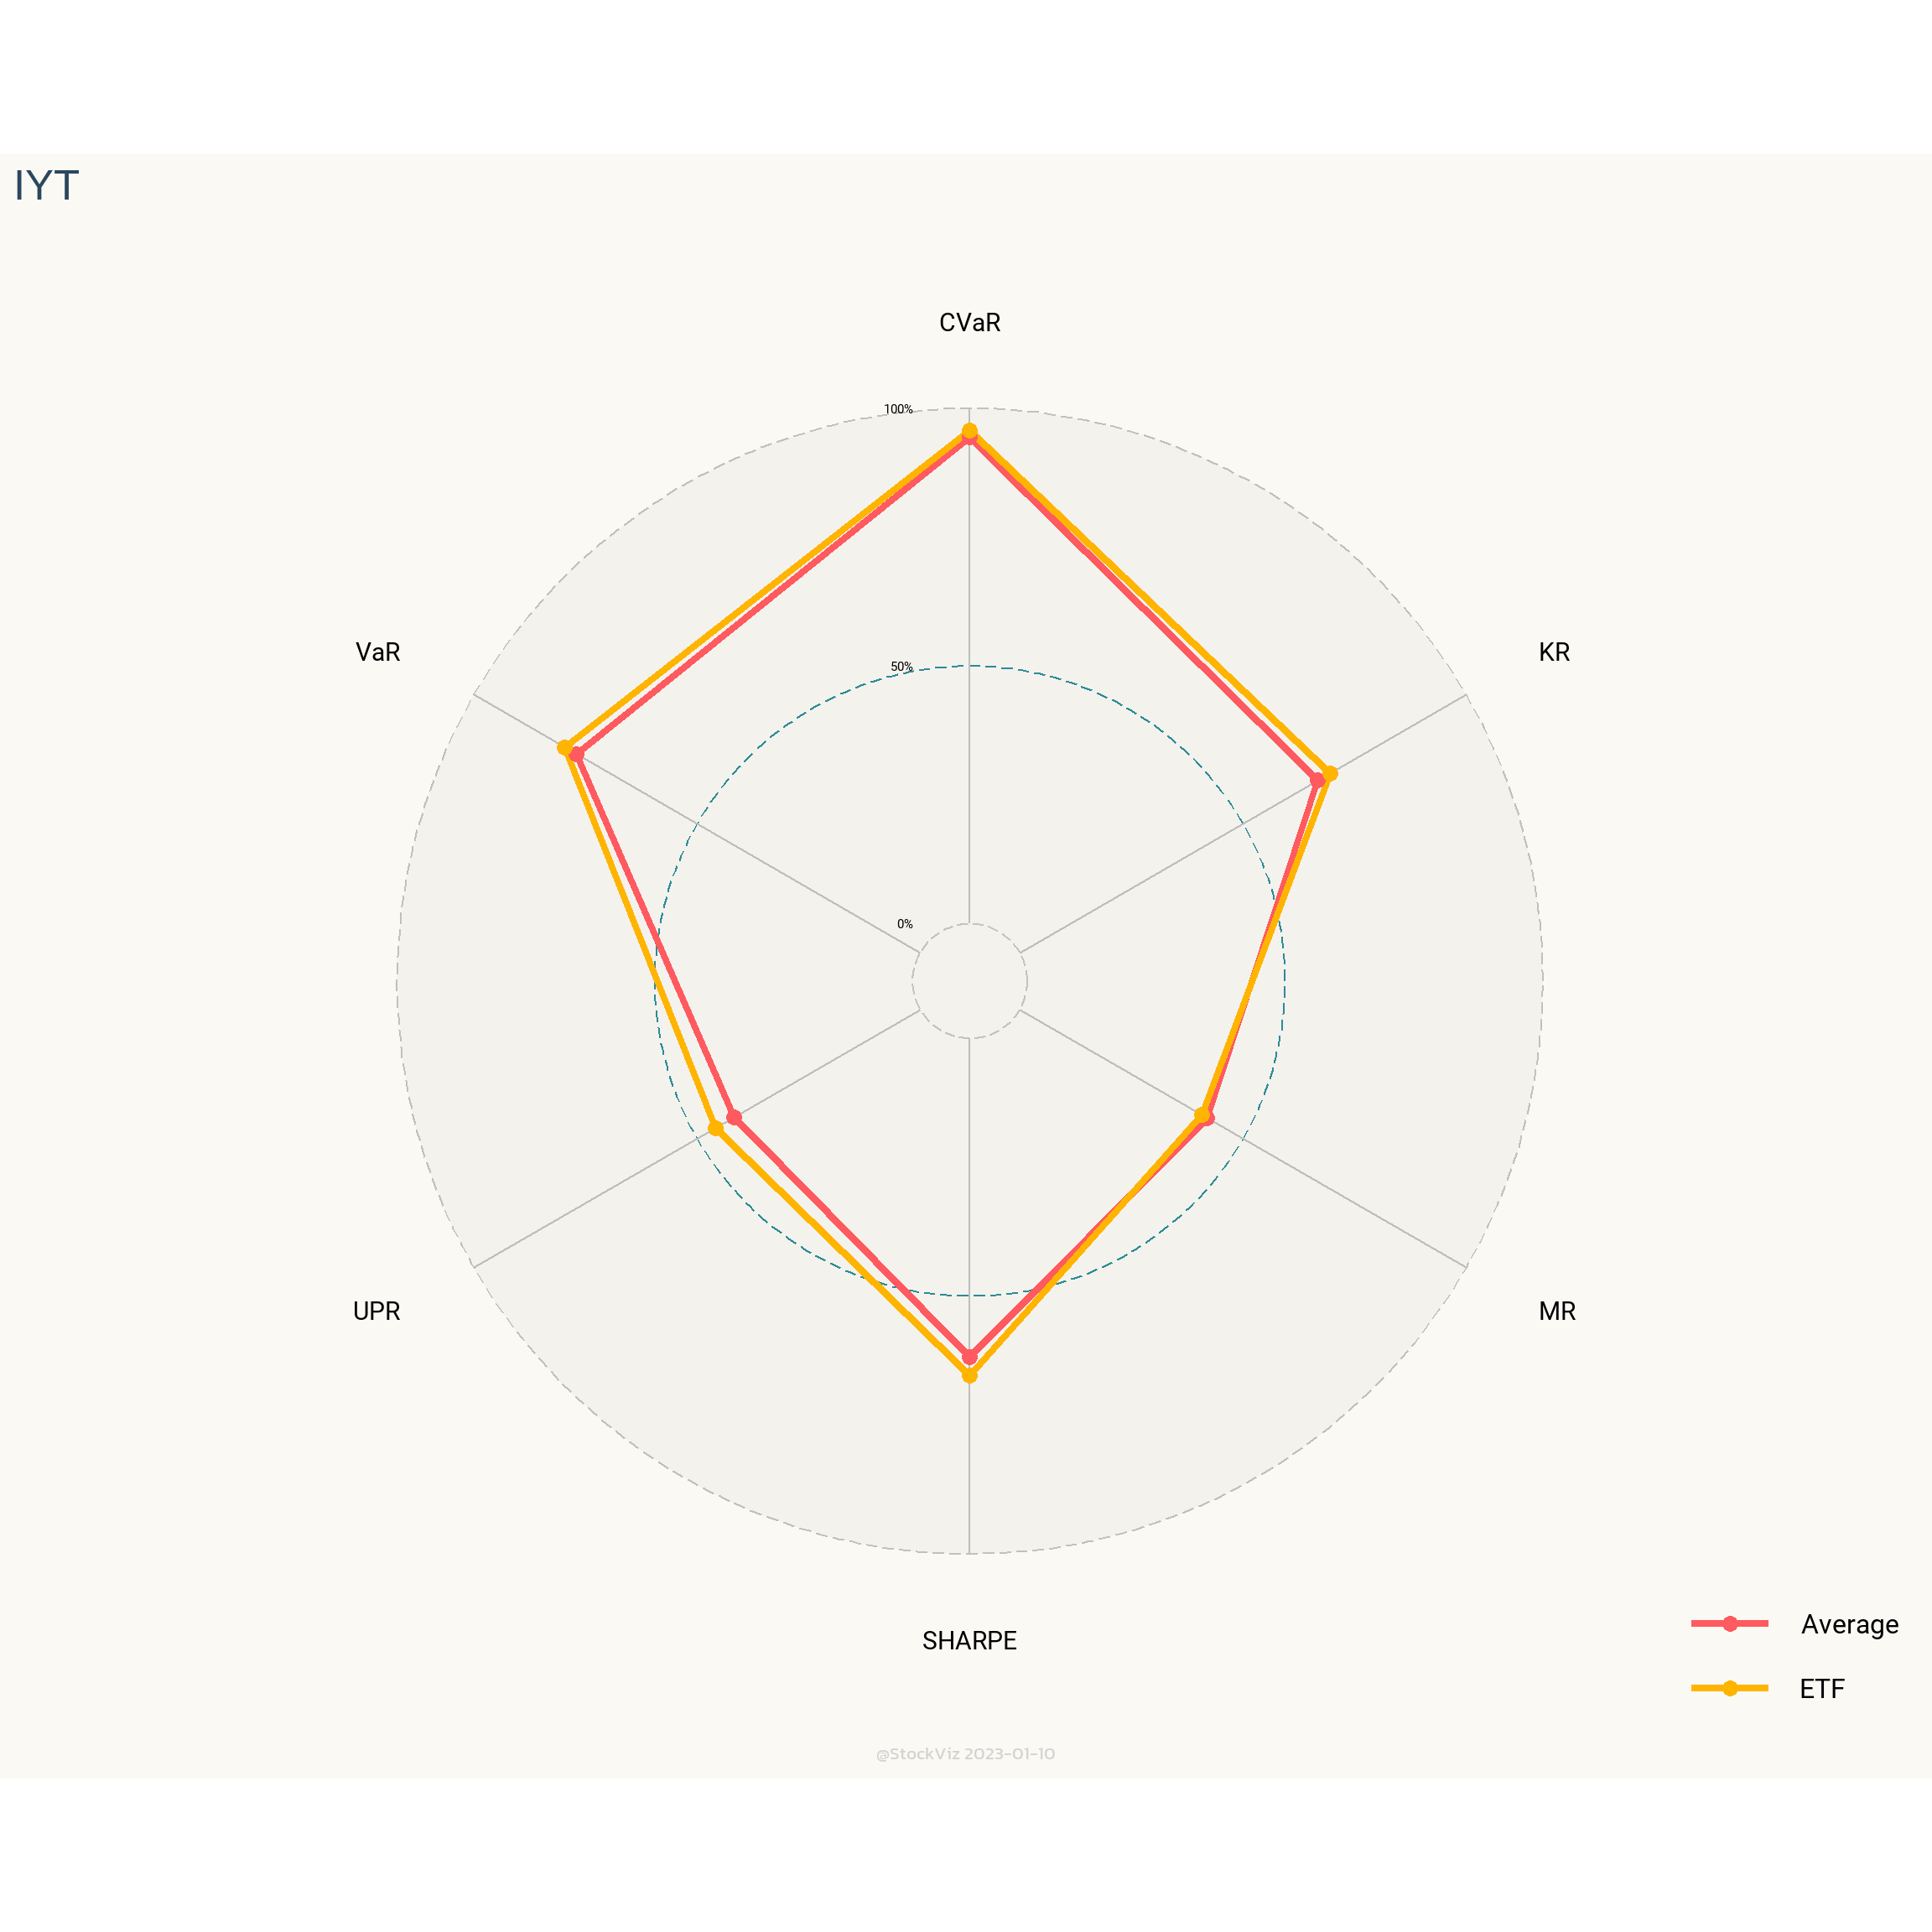 IYT
CVaR
100%
VaR
KR
50%
0%
UPR
MR
SHARPE
Average
ETF
@StockViz 2023-01-10